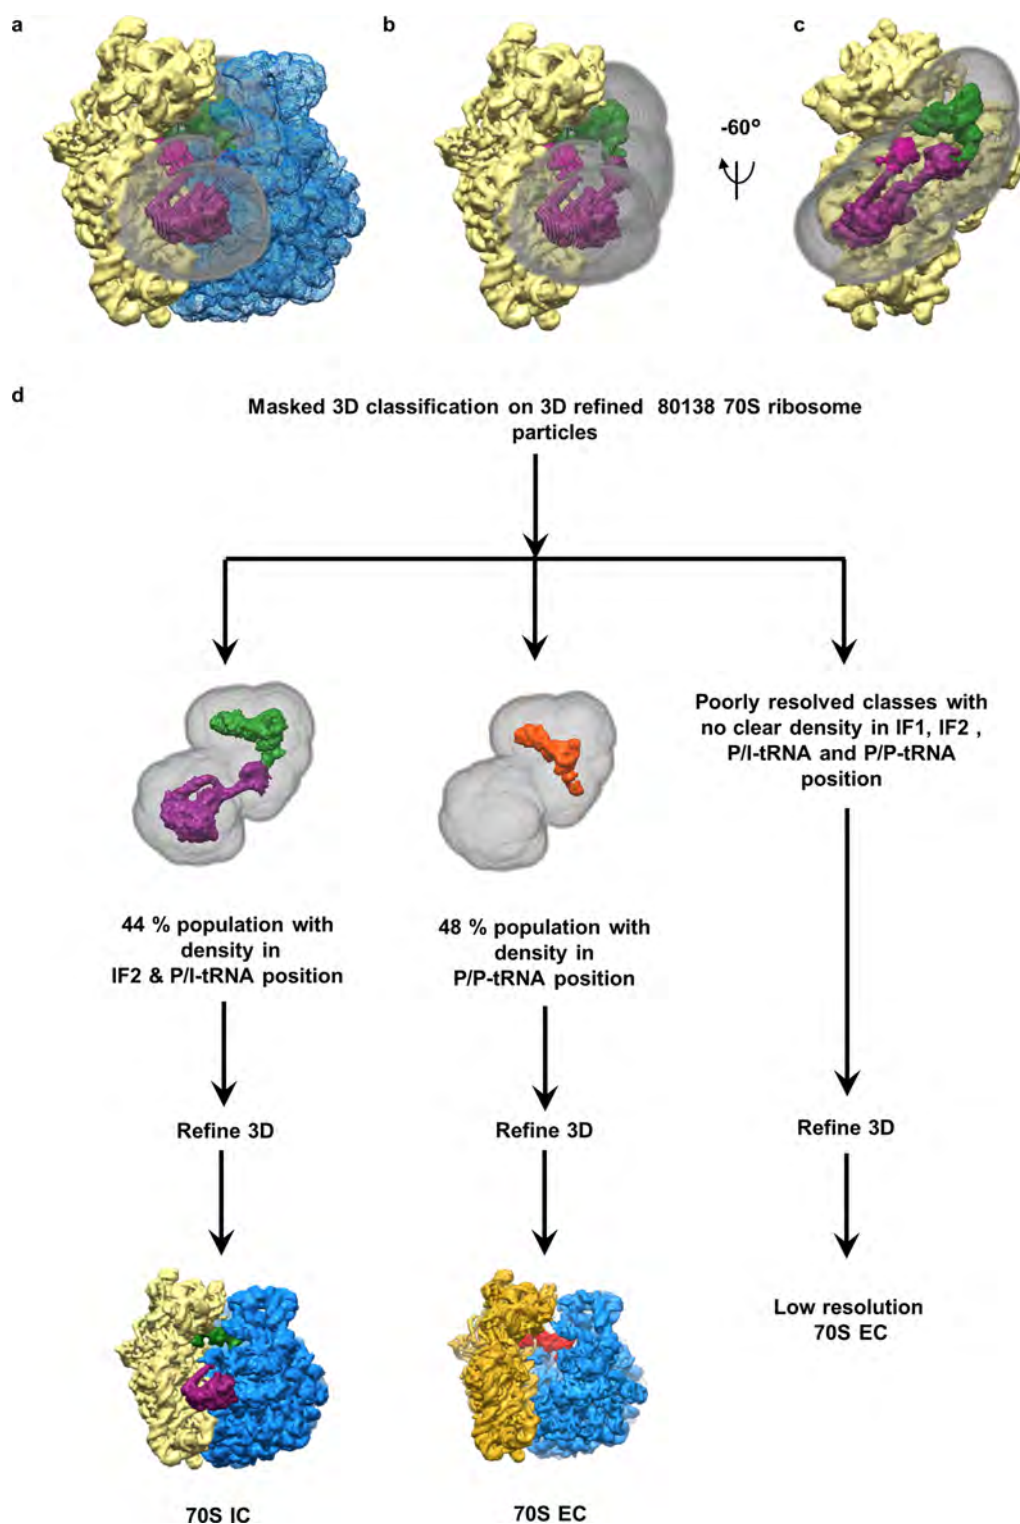 a
b
c
-60°
d
Masked 3D classification on 3D refined 80138 70S ribosome
particles
Poorly resolved classes with
no clear density in IF1, IF2 ,
P/I-tRNA and P/P-tRNA
position
44 % population with
density in
IF2 & P/I-tRNA position
48 % population with
density in
P/P-tRNA position
Refine 3D
Refine 3D
Refine 3D
Low resolution
70S EC
70S IC
70S EC